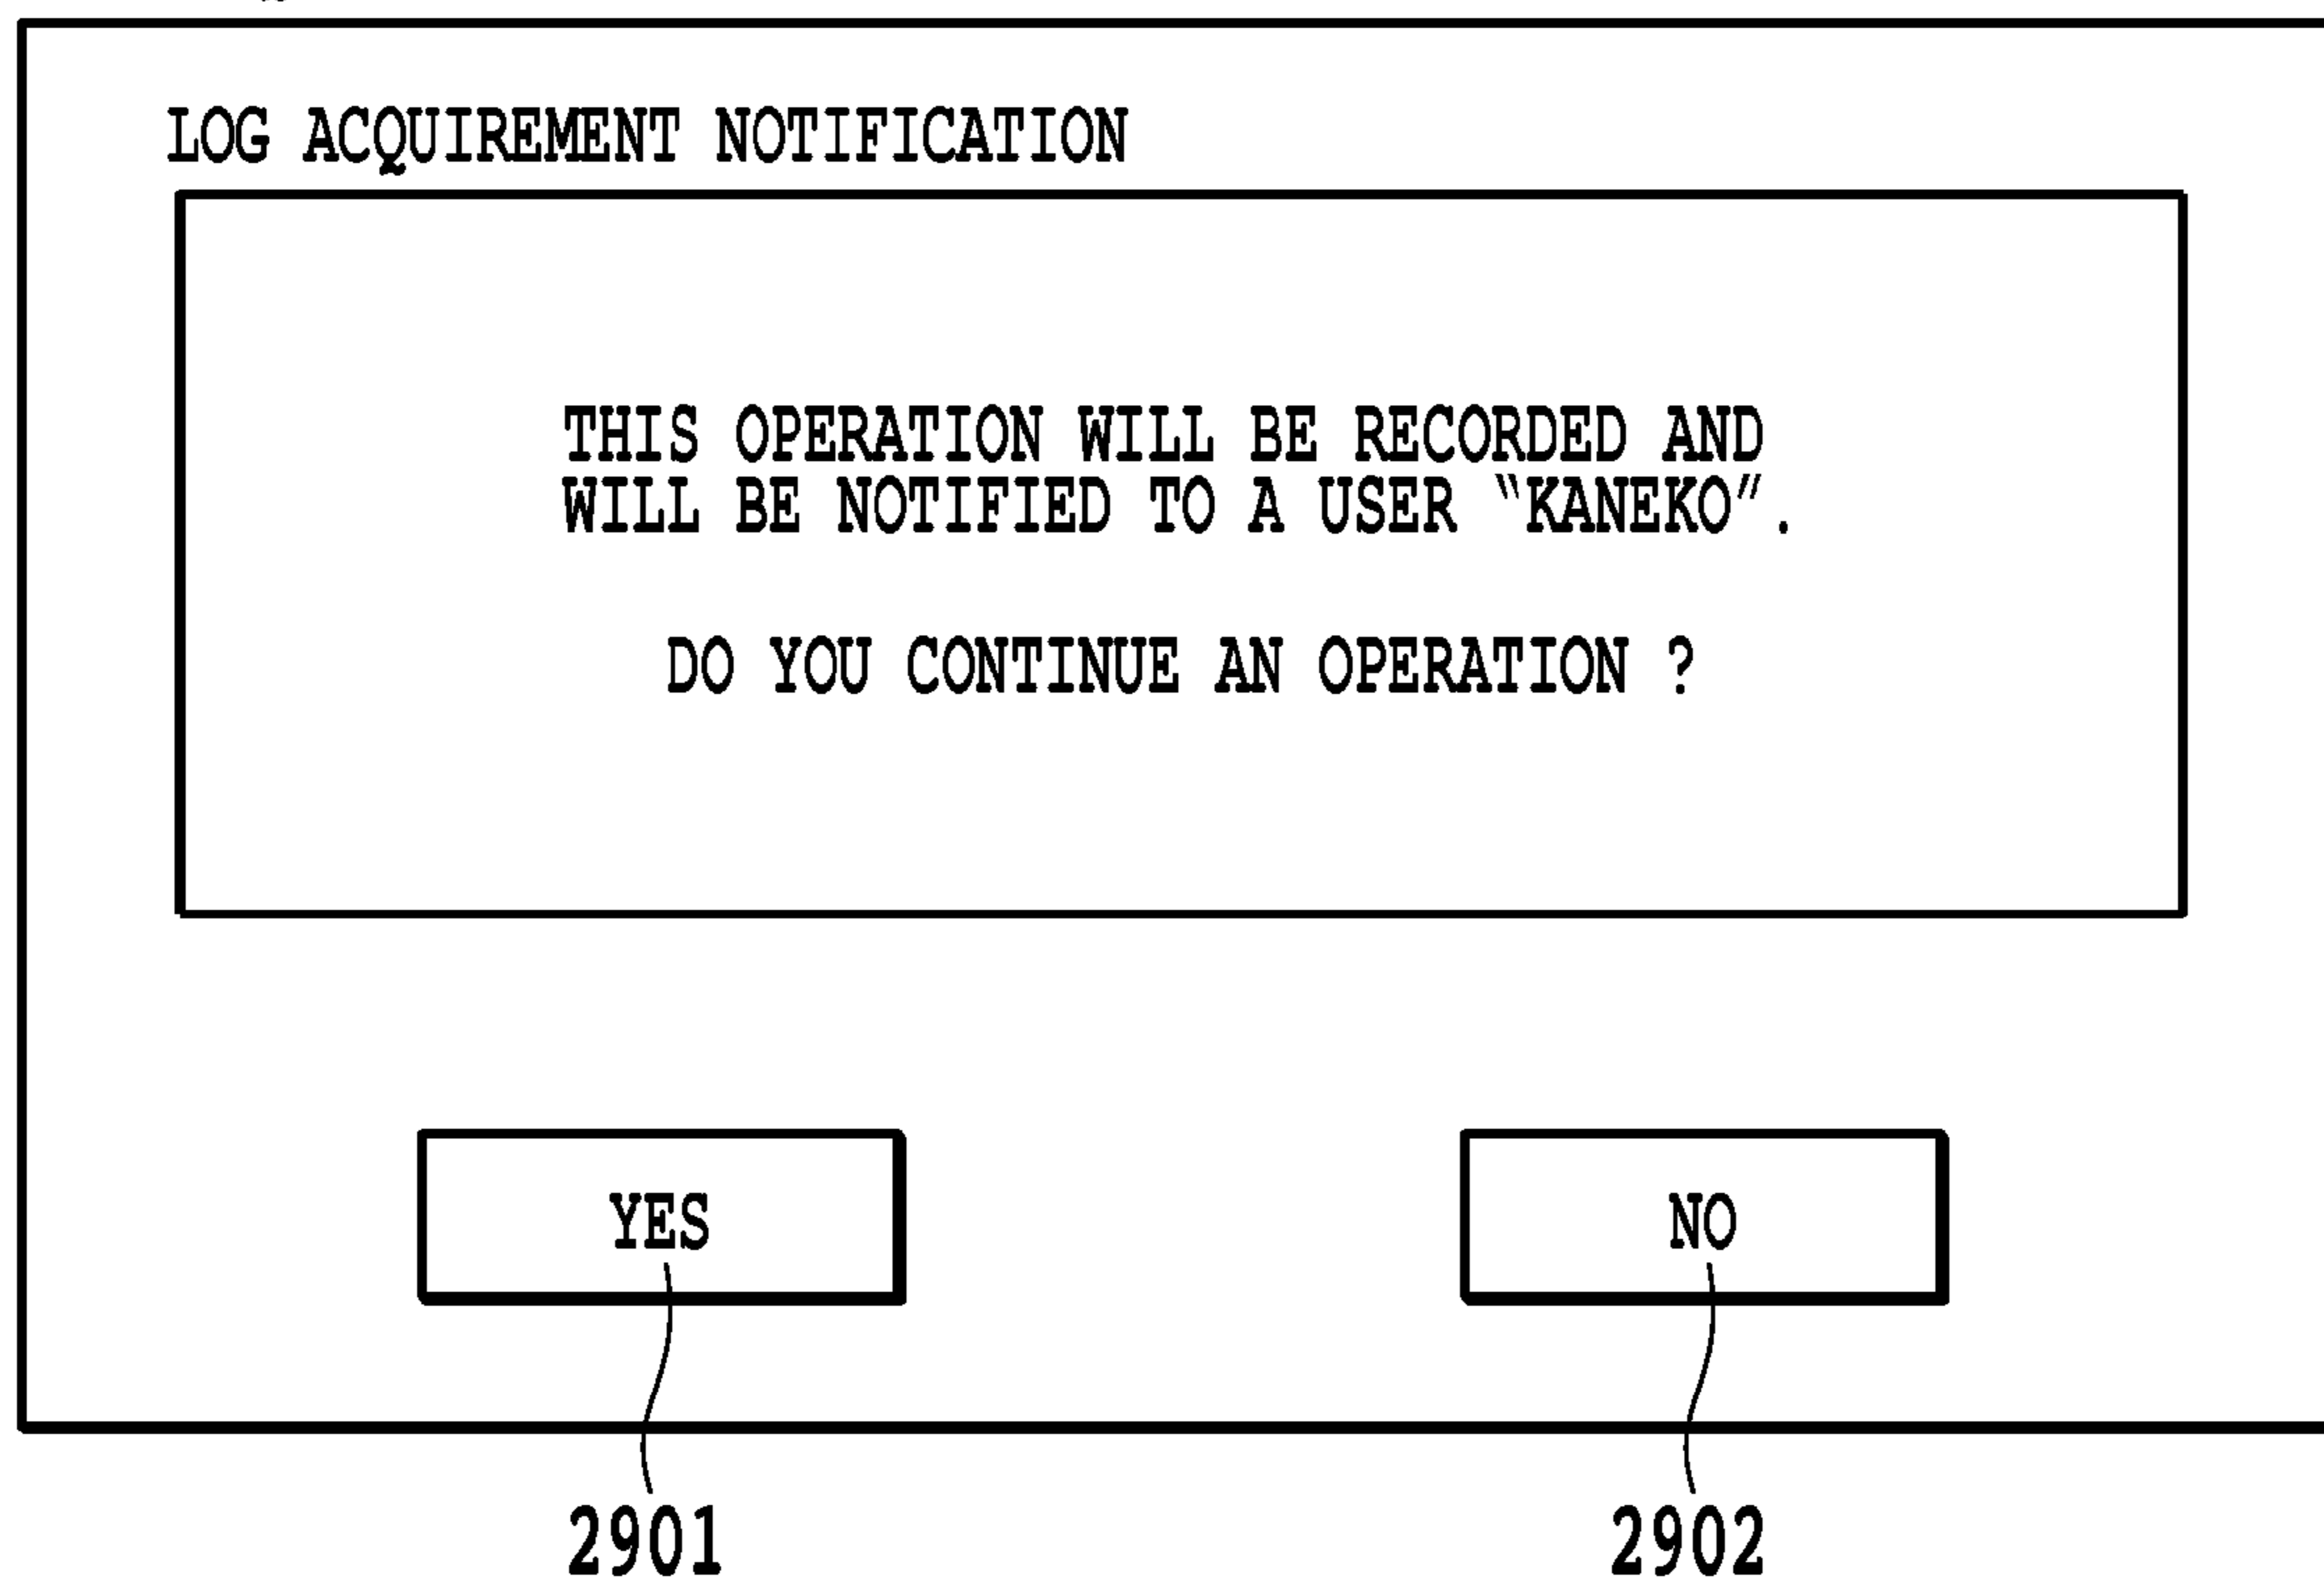 LOG ACQUIREMENT NOTIFICATION
THIS OPERATION WILL BE RECORDED AND
WILL BE NOTIFIED TO A USER “KANEKO”.
DO YOU CONTINUE AN OPERATION ?
YES
NO
2901
2902